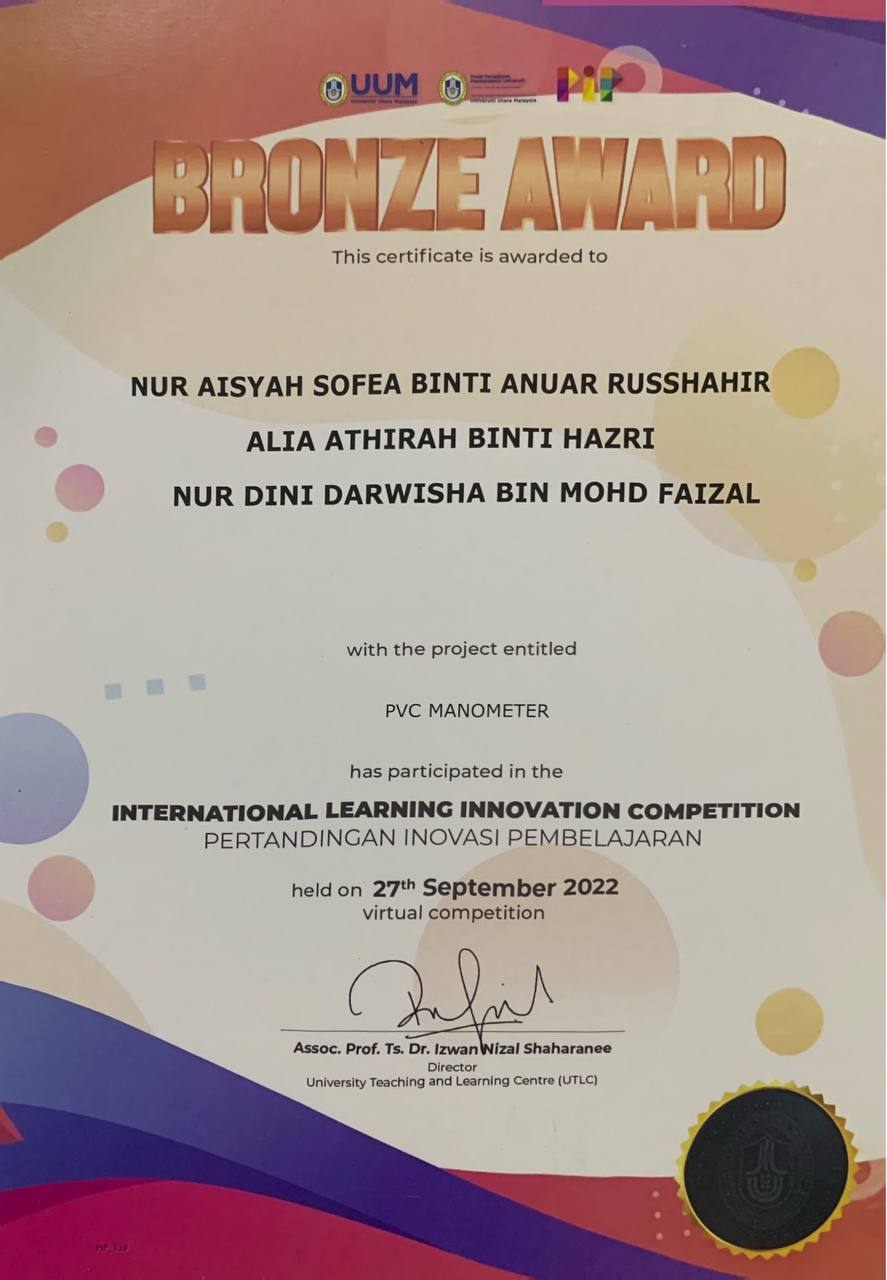 UUM
Universiti Utara Malaysia
Universiti Utara Malaysia
PiP
BRONZE AWARD
This certificate is awarded to
NUR AISYAH SOFEA BINTI ANUAR RUSSHAHIR
ALIA ATHIRAH BINTI HAZRI
NUR DINI DARWISHA BIN MOHD FAIZAL
with the project entitled
PVC MANOMETER
has participated in the
INTERNATIONAL LEARNING INNOVATION COMPETITION
PERTANDINGAN INOVASI PEMBELAJARAN
held on 27th September 2022
virtual competition
Assoc. Prof. Ts. Dr. Izwan Nizal Shaharanee
Director
University Teaching and Learning Centre (UTLC)
PIP_119